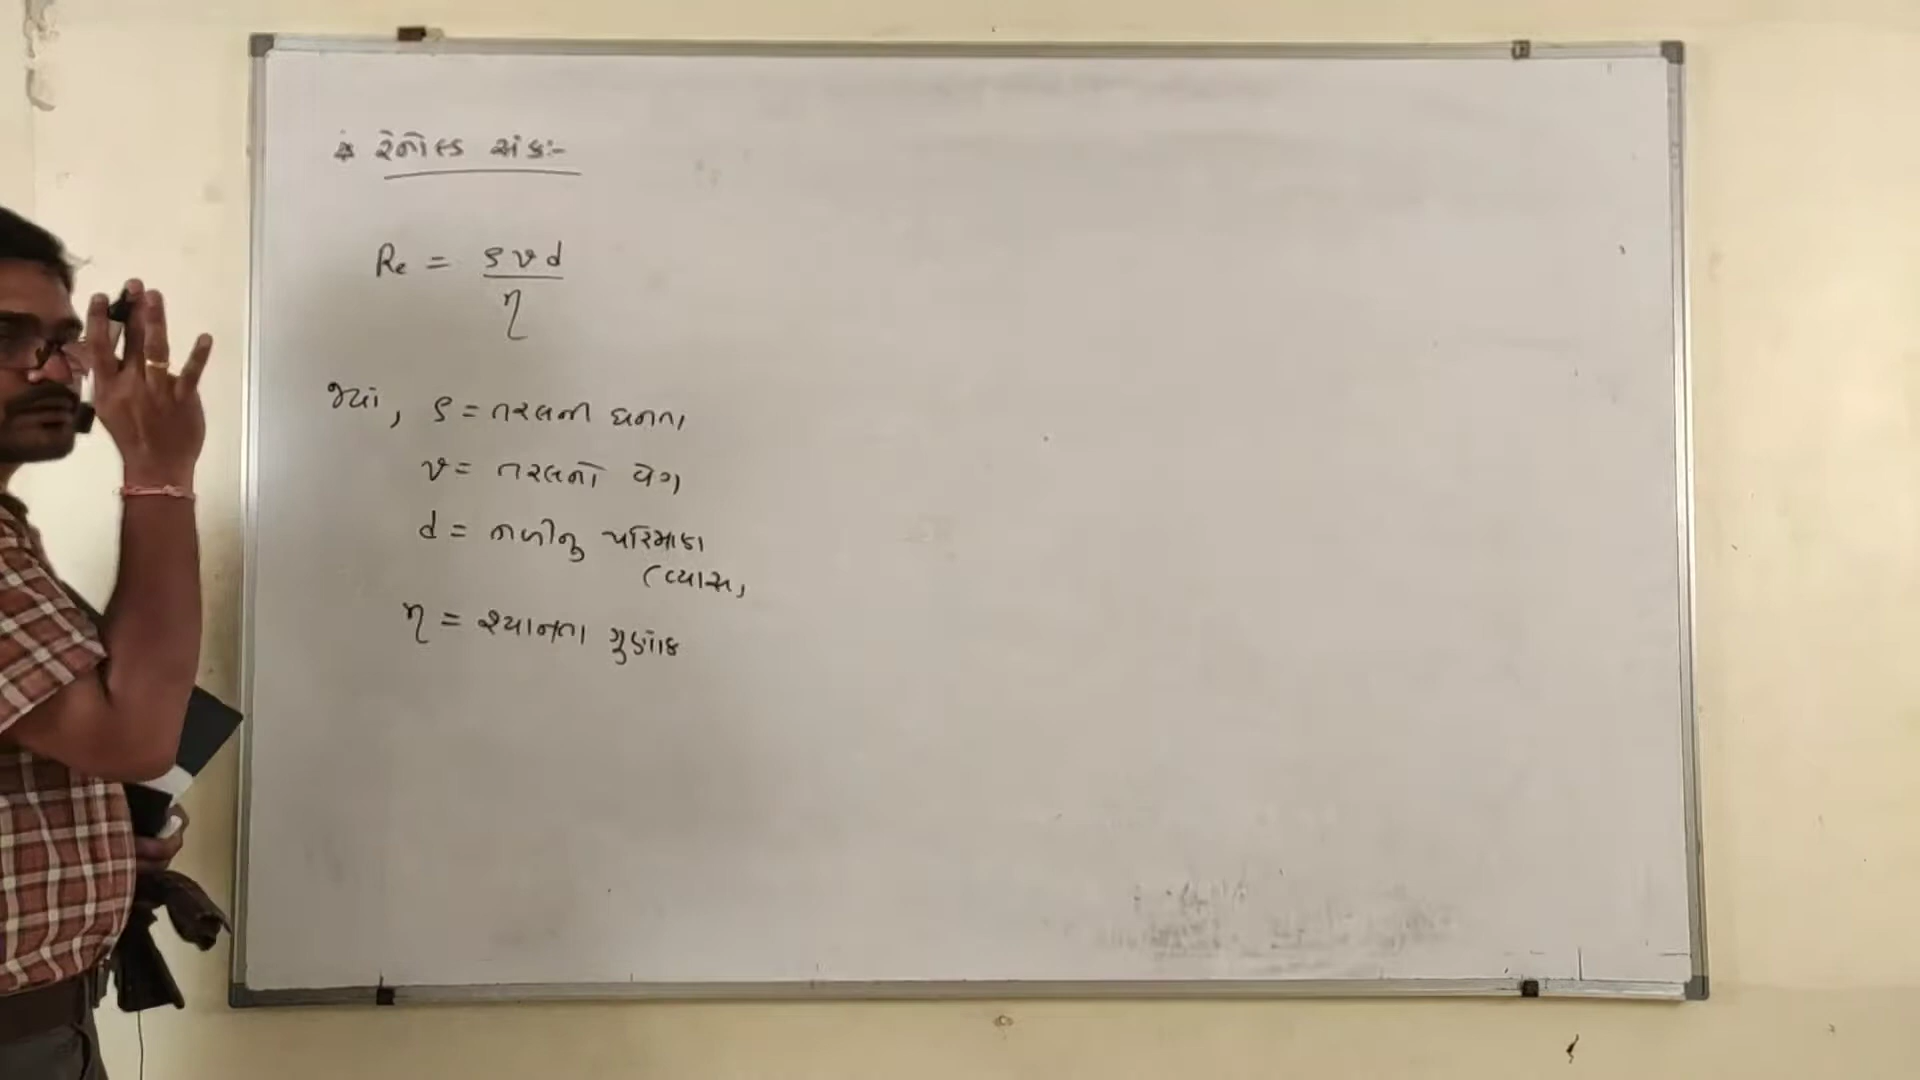 * રેનોલ્ડ અંક:-
Re = ρvd / η
જ્યાં, ρ = તરલની ઘનતા
v = તરલનો વેગ
d = નળીનુ પરિમાણ
(વ્યાસ)
η = શ્યાનતા ગુણાંક